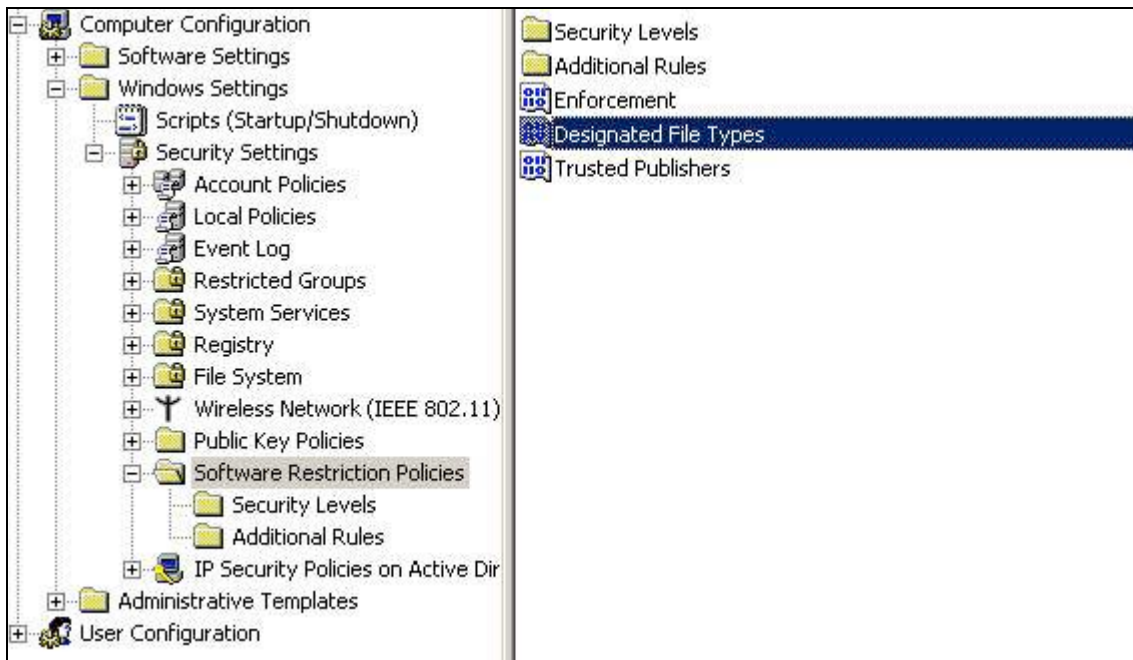 Computer Configuration
Software Settings
Windows Settings
Scripts (Startup/Shutdown)
Security Settings
Account Policies
Local Policies
Event Log
Restricted Groups
System Services
Registry
File System
Wireless Network (IEEE 802.11)
Public Key Policies
Software Restriction Policies
Security Levels
Additional Rules
IP Security Policies on Active Dir
Administrative Templates
User Configuration
Security Levels
Additional Rules
Enforcement
Designated File Types
Trusted Publishers